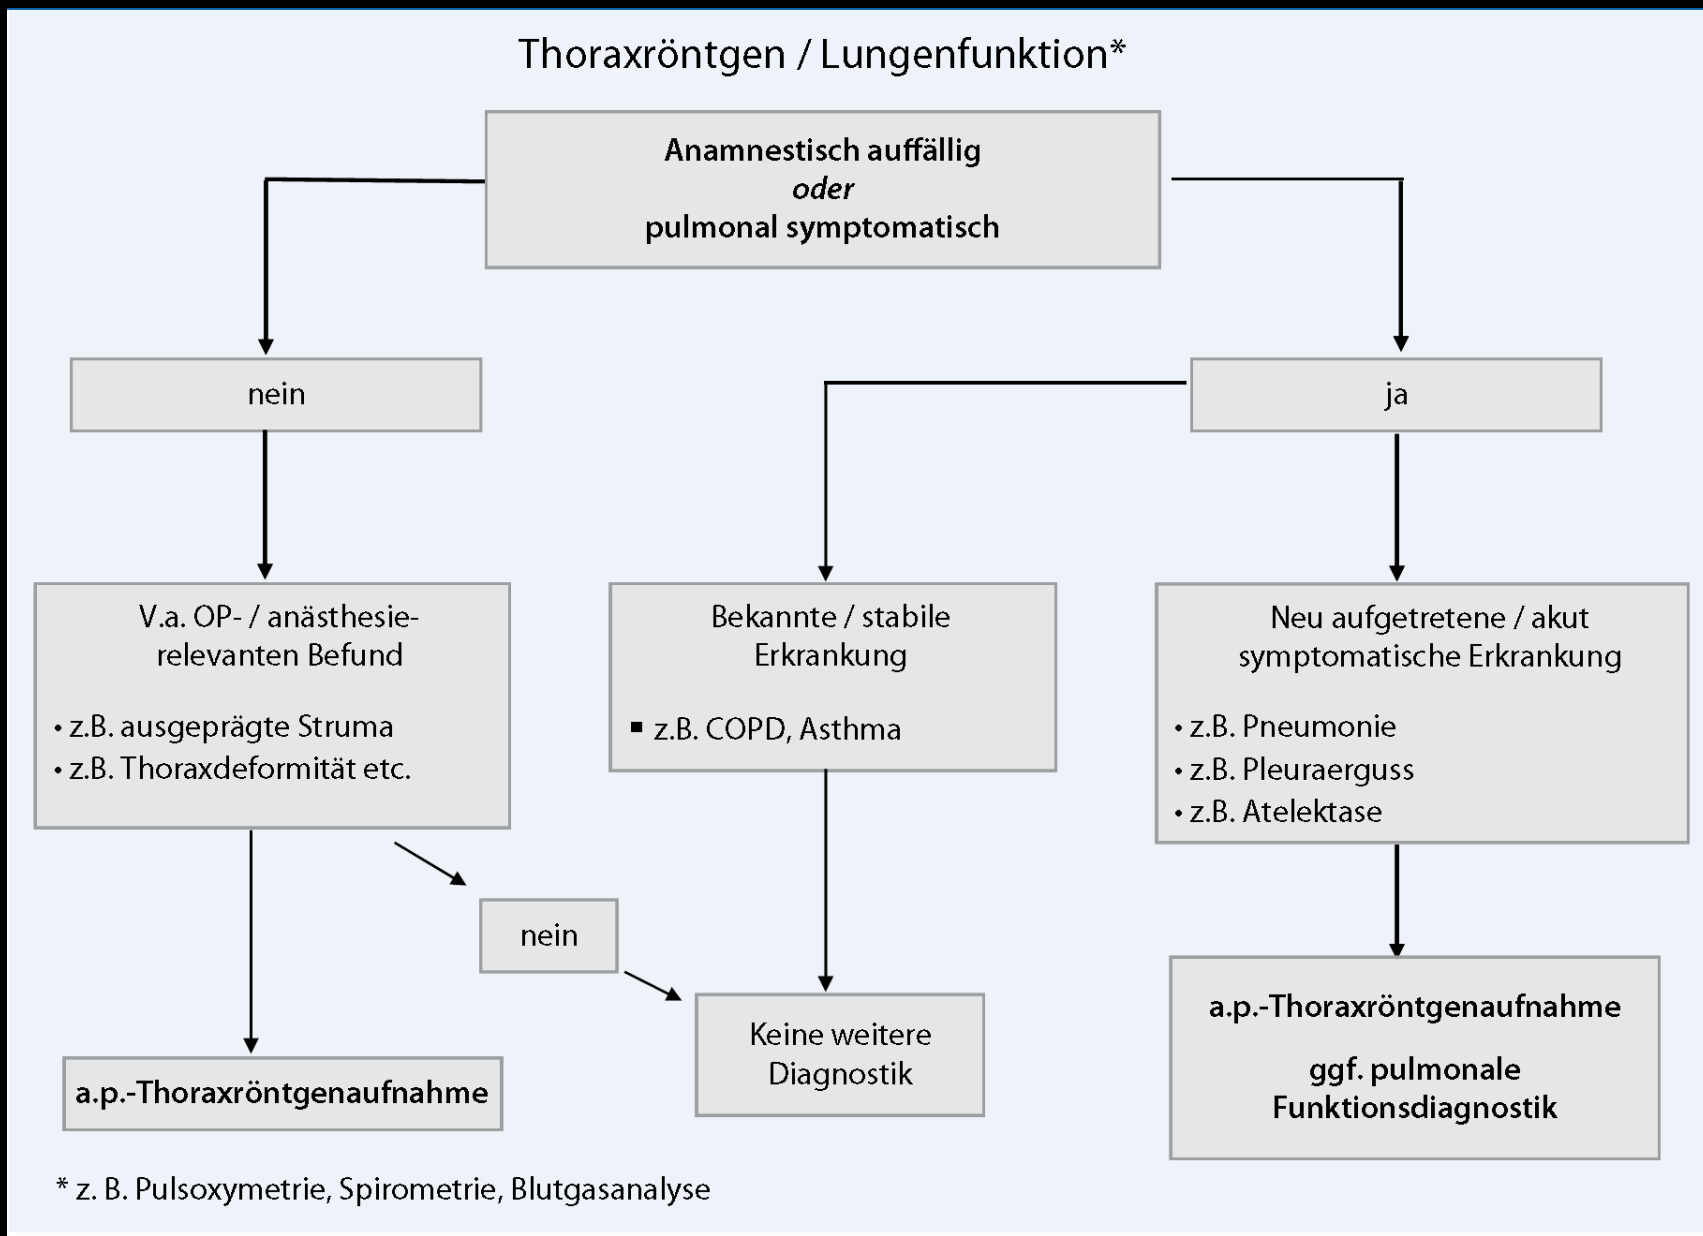 Thoraxröntgen / Lungenfunktion*
Anamnestisch auffällig
oder
pulmonal symptomatisch
nein
ja
V.a. OP- / anästhesie-
relevanten Befund
• z.B. ausgeprägte Struma
• z.B. Thoraxdeformität etc.
Bekannte / stabile
Erkrankung
▪ z.B. COPD, Asthma
Neu aufgetretene / akut
symptomatische Erkrankung
• z.B. Pneumonie
• z.B. Pleuraerguss
• z.B. Atelektase
nein
a.p.-Thoraxröntgenaufnahme
Keine weitere
Diagnostik
a.p.-Thoraxröntgenaufnahme
ggf. pulmonale
Funktionsdiagnostik
* z. B. Pulsoxymetrie, Spirometrie, Blutgasanalyse